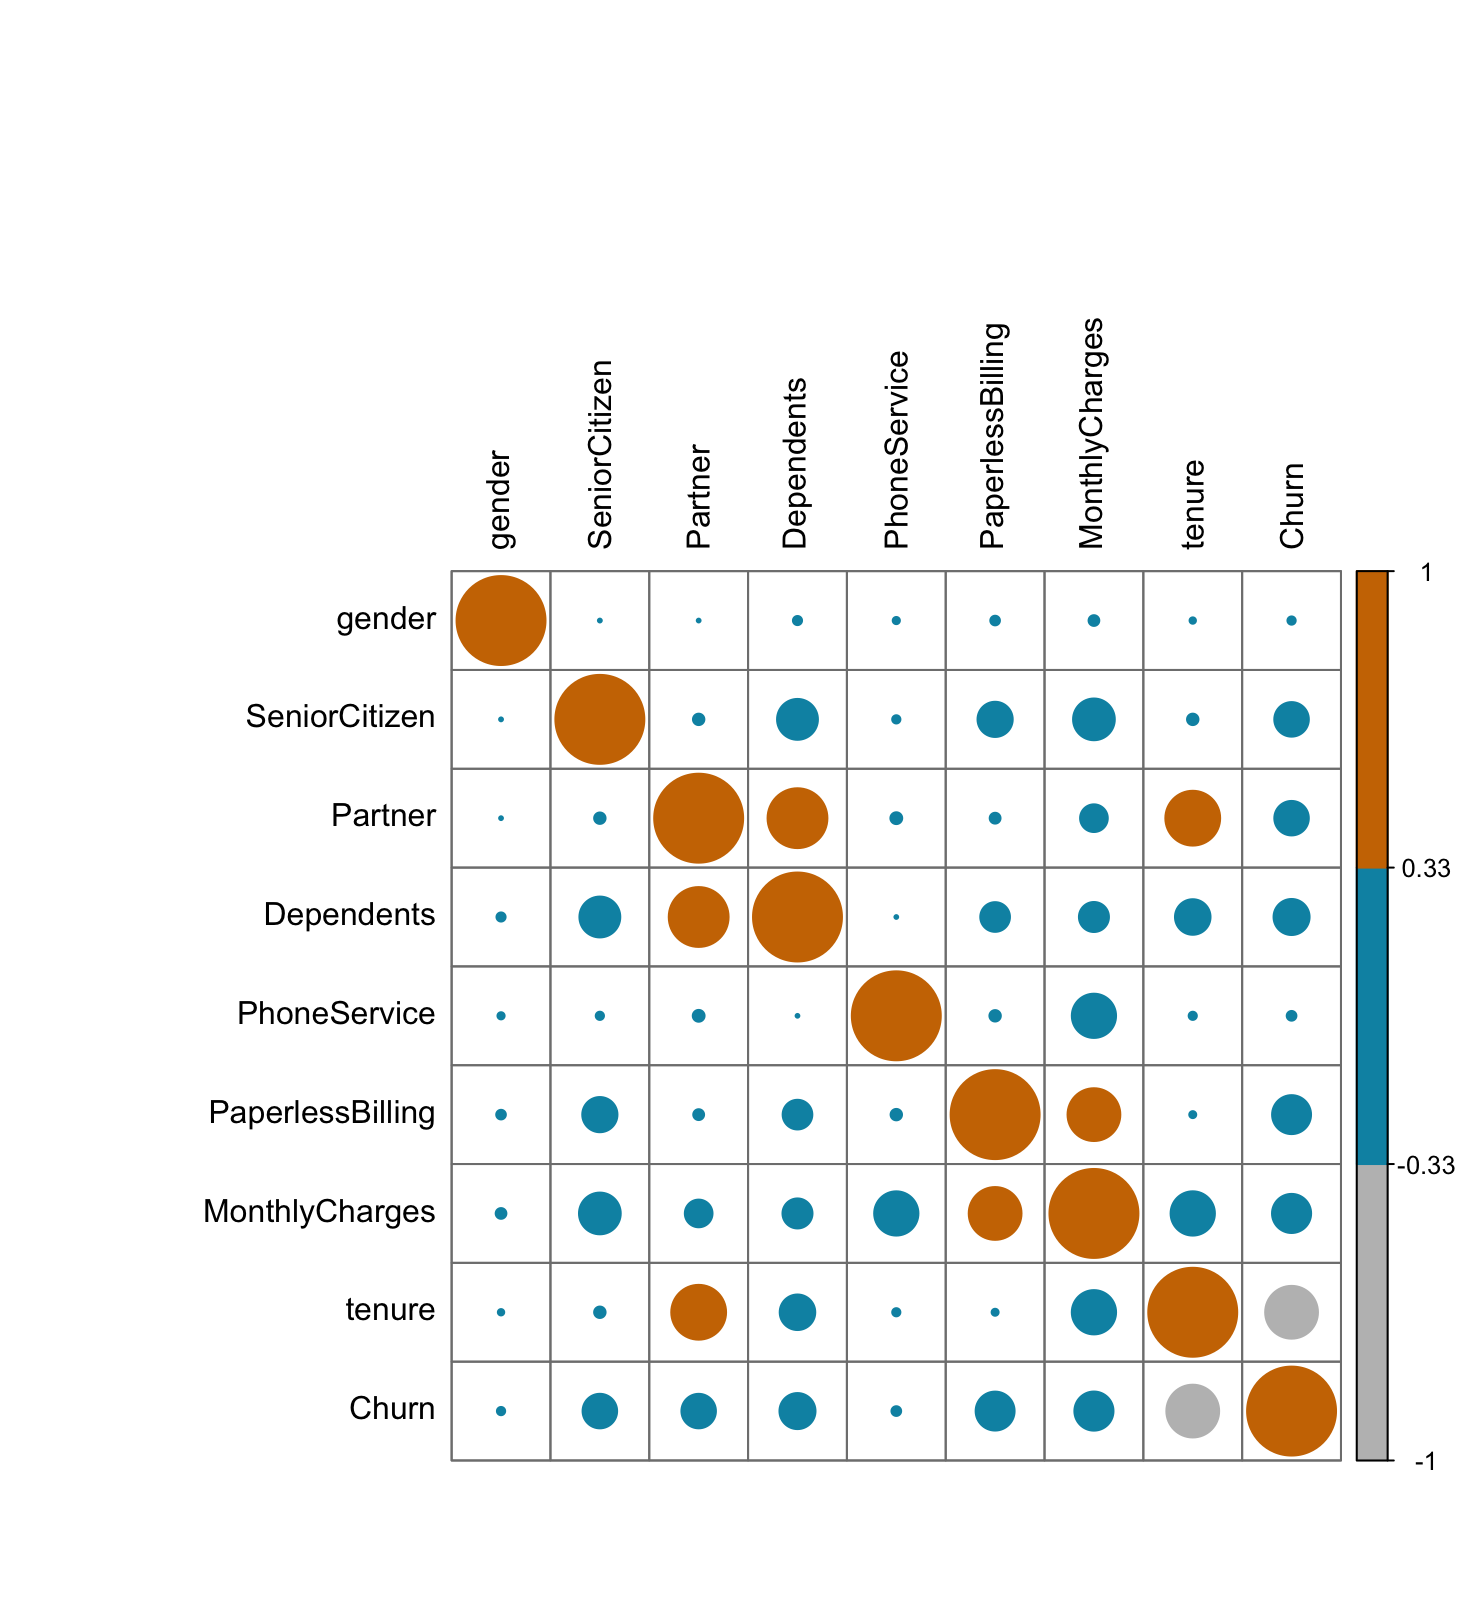 gender
SeniorCitizen
Partner
Dependents
PhoneService
PaperlessBilling
MonthlyCharges
tenure
Churn
gender
SeniorCitizen
Partner
Dependents
PhoneService
PaperlessBilling
MonthlyCharges
tenure
Churn
1
0.33
-0.33
-1